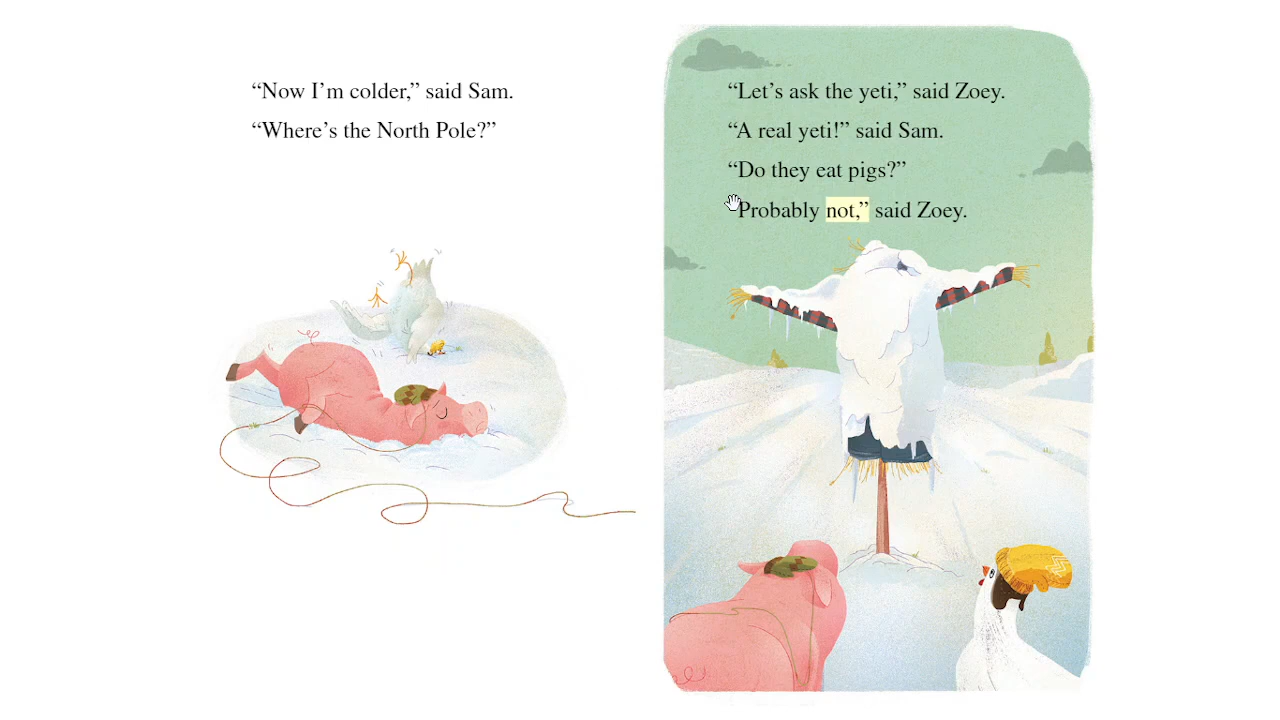 “Now I’m colder,” said Sam.
“Where’s the North Pole?”
“Let’s ask the yeti,” said Zoey.
“A real yeti!” said Sam.
“Do they eat pigs?”
“Probably not,” said Zoey.